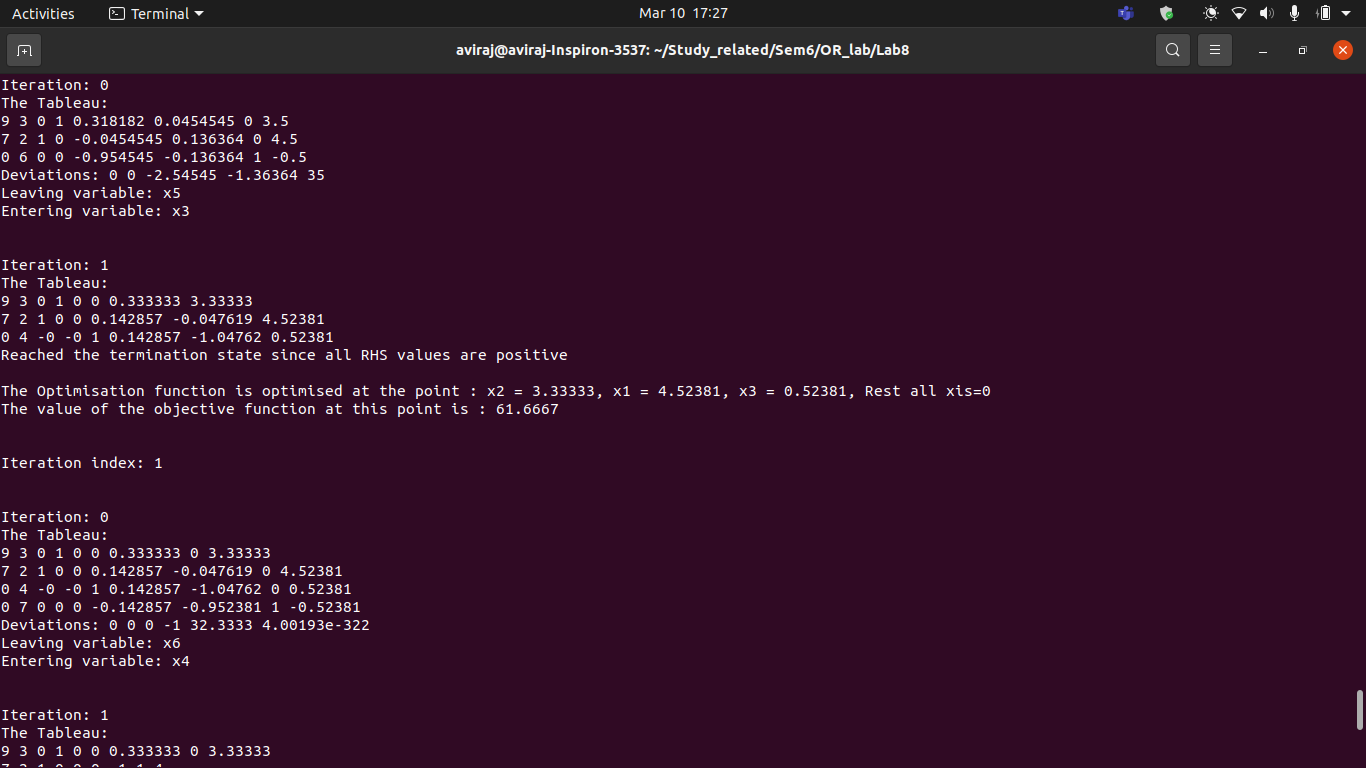 Activities Terminal Mar 10 17:27
aviraj@aviraj-Inspiron-3537: ~/Study_related/Sem6/OR_lab/Lab8
Iteration: 0
The Tableau:
9 3 0 1 0.318182 0.0454545 0 3.5
7 2 1 0 -0.0454545 0.136364 0 4.5
0 6 0 0 -0.954545 -0.136364 1 -0.5
Deviations: 0 0 -2.54545 -1.36364 35
Leaving variable: x5
Entering variable: x3
Iteration: 1
The Tableau:
9 3 0 1 0 0 0.333333 3.33333
7 2 1 0 0 0.142857 -0.047619 4.52381
0 4 -0 -0 1 0.142857 -1.04762 0.52381
Reached the termination state since all RHS values are positive
The Optimisation function is optimised at the point : x2 = 3.33333, x1 = 4.52381, x3 = 0.52381, Rest all xis=0
The value of the objective function at this point is : 61.6667
Iteration index: 1
Iteration: 0
The Tableau:
9 3 0 1 0 0 0.333333 0 3.33333
7 2 1 0 0 0.142857 -0.047619 0 4.52381
0 4 -0 -0 1 0.142857 -1.04762 0 0.52381
0 7 0 0 0 -0.142857 -0.952381 1 -0.52381
Deviations: 0 0 0 -1 32.3333 4.00193e-322
Leaving variable: x6
Entering variable: x4
Iteration: 1
The Tableau:
9 3 0 1 0 0 0.333333 0 3.33333